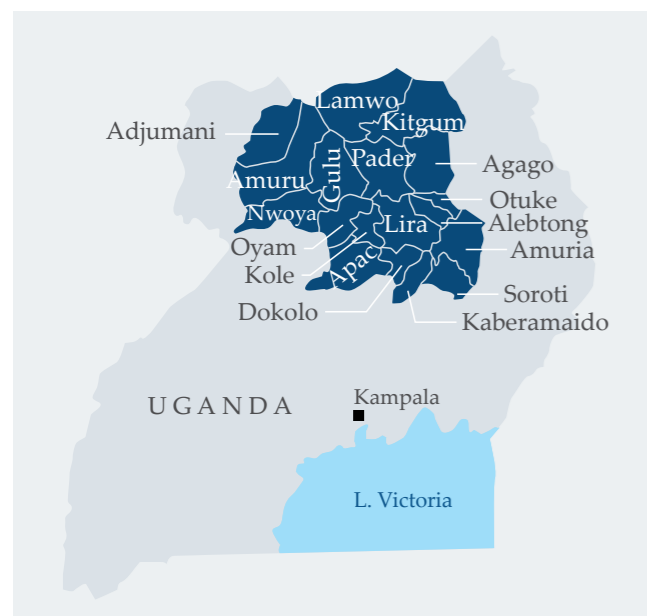 Lamwo
Kitgum
Adjumani
Pader
Agago
Gulu
Amuru
Otuke
Nwoya
Alebtong
Lira
Oyam
Amuria
Kole
Apac
Soroti
Dokolo
Kaberamaido
Kampala
UGANDA
L. Victoria